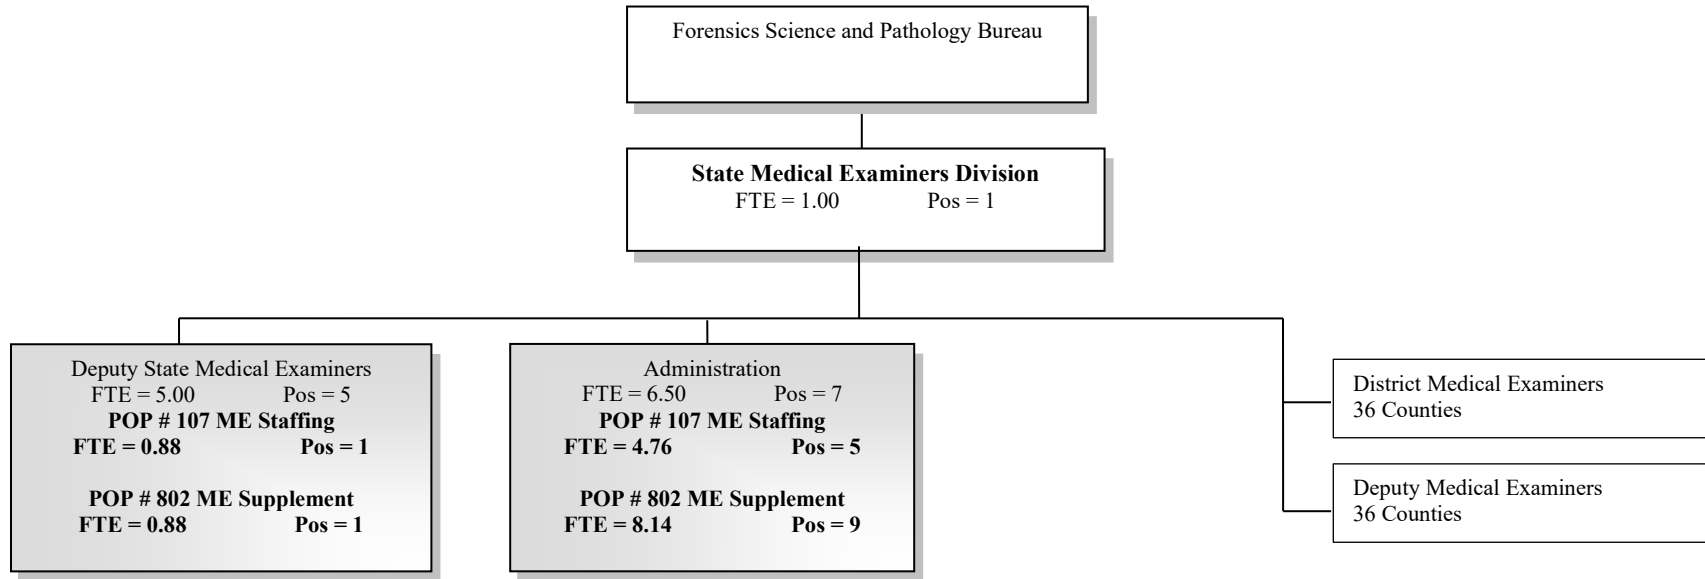 Forensics Science and Pathology Bureau
State Medical Examiners Division
FTE = 1.00 Pos = 1
Deputy State Medical Examiners
FTE = 5.00 Pos = 5
POP # 107 ME Staffing
FTE = 0.88 Pos = 1
POP # 802 ME Supplement
FTE = 0.88 Pos = 1
Administration
FTE = 6.50 Pos = 7
POP # 107 ME Staffing
FTE = 4.76 Pos = 5
POP # 802 ME Supplement
FTE = 8.14 Pos = 9
District Medical Examiners
36 Counties
Deputy Medical Examiners
36 Counties